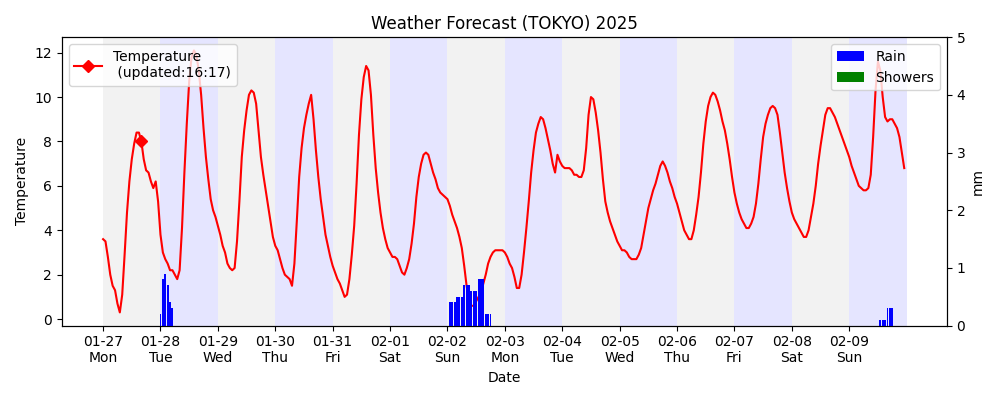 Weather Forecast (TOKYO) 2025
Temperature
(updated:16:17)
Rain
Showers
12
10
8
6
4
2
0
Temperature
5
4
3
2
1
0
mm
01-27 01-28 01-29 01-30 01-31 02-01 02-02 02-03 02-04 02-05 02-06 02-07 02-08 02-09
Mon Tue Wed Thu Fri Sat Sun Mon Tue Wed Thu Fri Sat Sun
Date